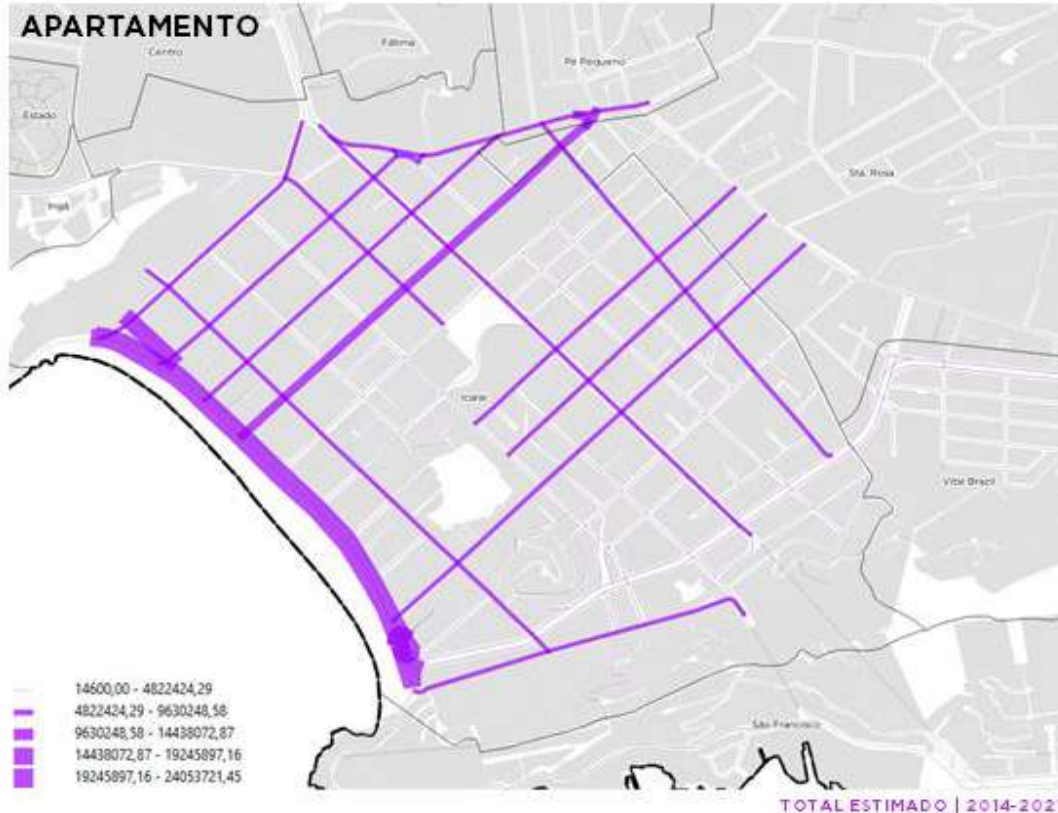 APARTAMENTO
Centro
Fátima
Pé Pequeno
Estado
Sta. Rosa
Ingá
Icaraí
Vital Brazil
São Francisco
14600,00 - 4822424,29
4822424,29 - 9630248,58
9630248,58 - 14438072,87
14438072,87 - 19245897,16
19245897,16 - 24053721,45
TOTAL ESTIMADO | 2014-202